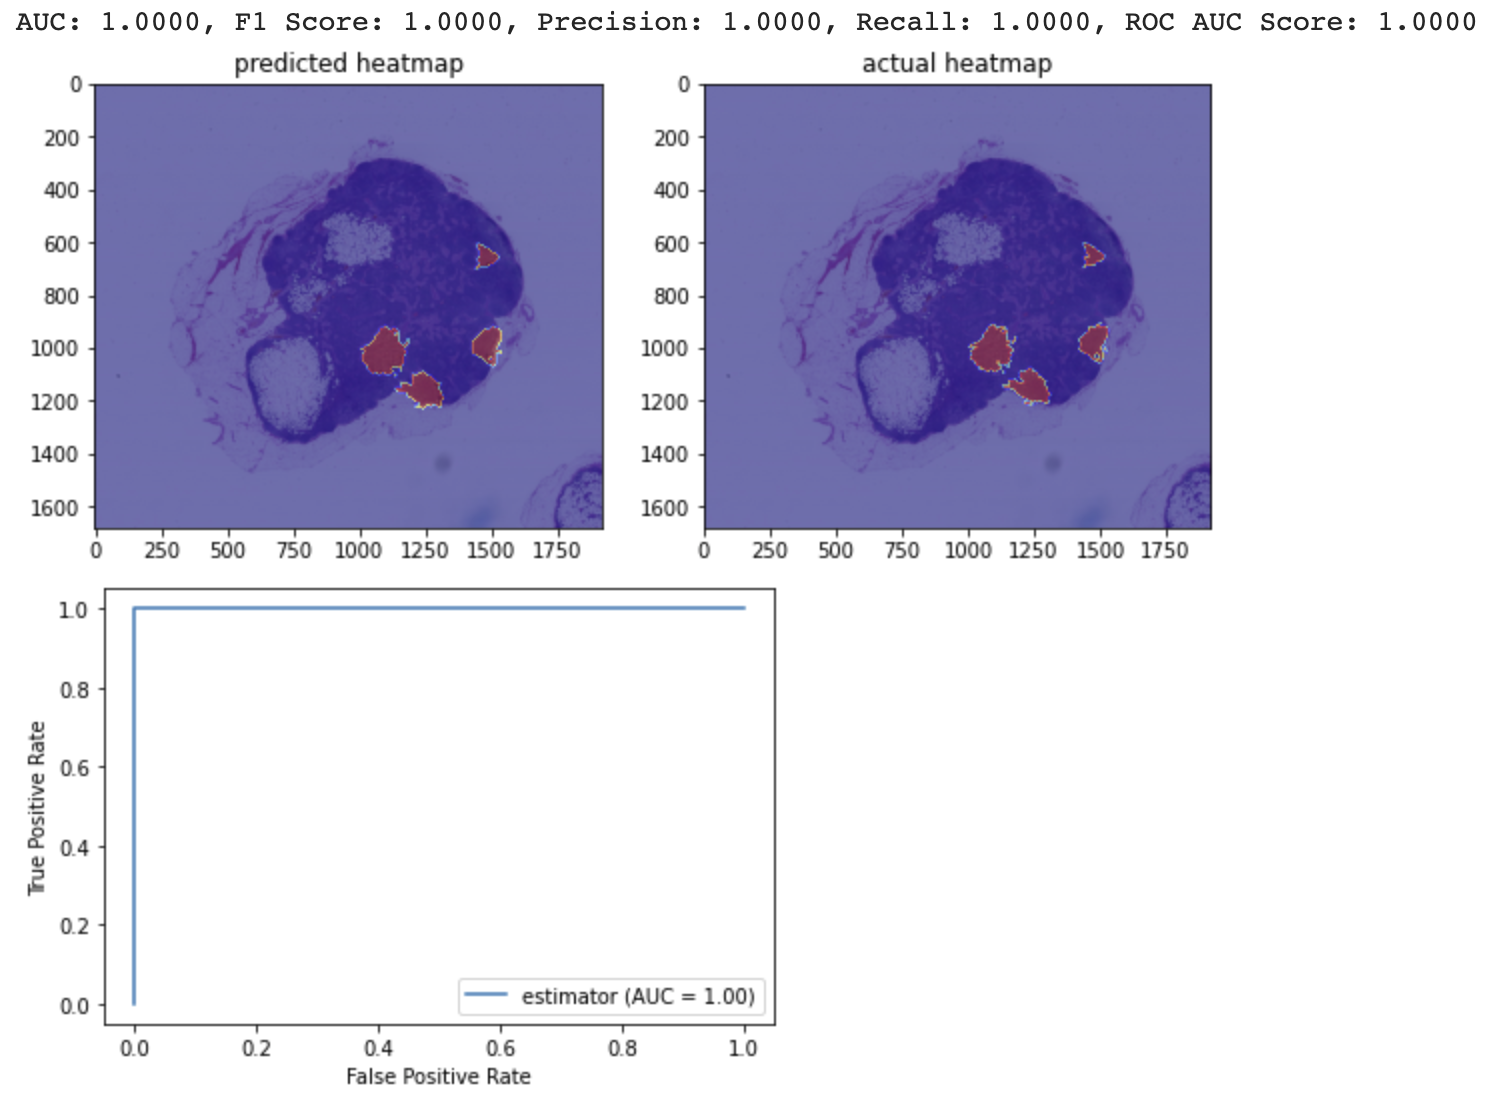 AUC: 1.0000, F1 Score: 1.0000, Precision: 1.0000, Recall: 1.0000, ROC AUC Score: 1.0000
predicted heatmap
0
200
400
600
800
1000
1200
1400
1600
0 250 500 750 1000 1250 1500 1750
actual heatmap
0
200
400
600
800
1000
1200
1400
1600
0 250 500 750 1000 1250 1500 1750
True Positive Rate
1.0
0.8
0.6
0.4
0.2
0.0
estimator (AUC = 1.00)
0.0 0.2 0.4 0.6 0.8 1.0
False Positive Rate